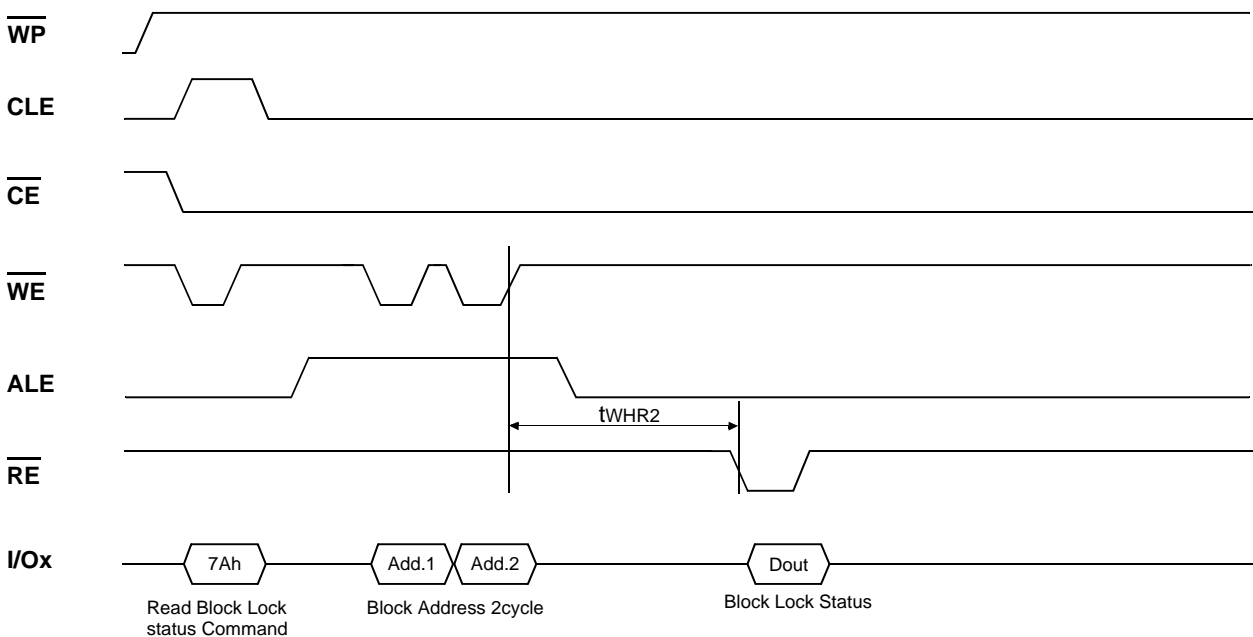 WP
CLE
CE
WE
ALE
tWHR2
RE
I/Ox
7Ah
Add.1
Add.2
Dout
Read Block Lock
status Command
Block Address 2cycle
Block Lock Status